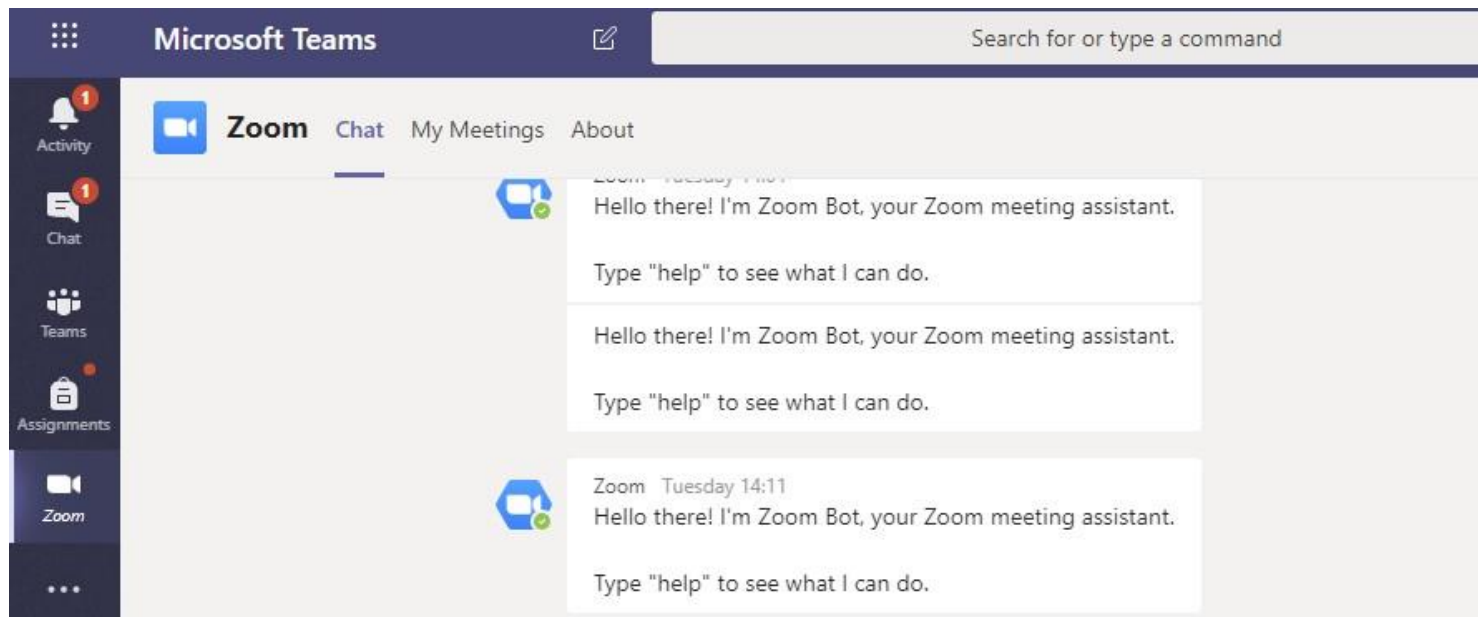 Microsoft Teams
Search for or type a command
1
Activity
Zoom Chat My Meetings About
1
Chat
Hello there! I'm Zoom Bot, your Zoom meeting assistant.
Type "help" to see what I can do.
Teams
Hello there! I'm Zoom Bot, your Zoom meeting assistant.
Type "help" to see what I can do.
Assignments
Zoom
Zoom Tuesday 14:11
Hello there! I'm Zoom Bot, your Zoom meeting assistant.
Type "help" to see what I can do.